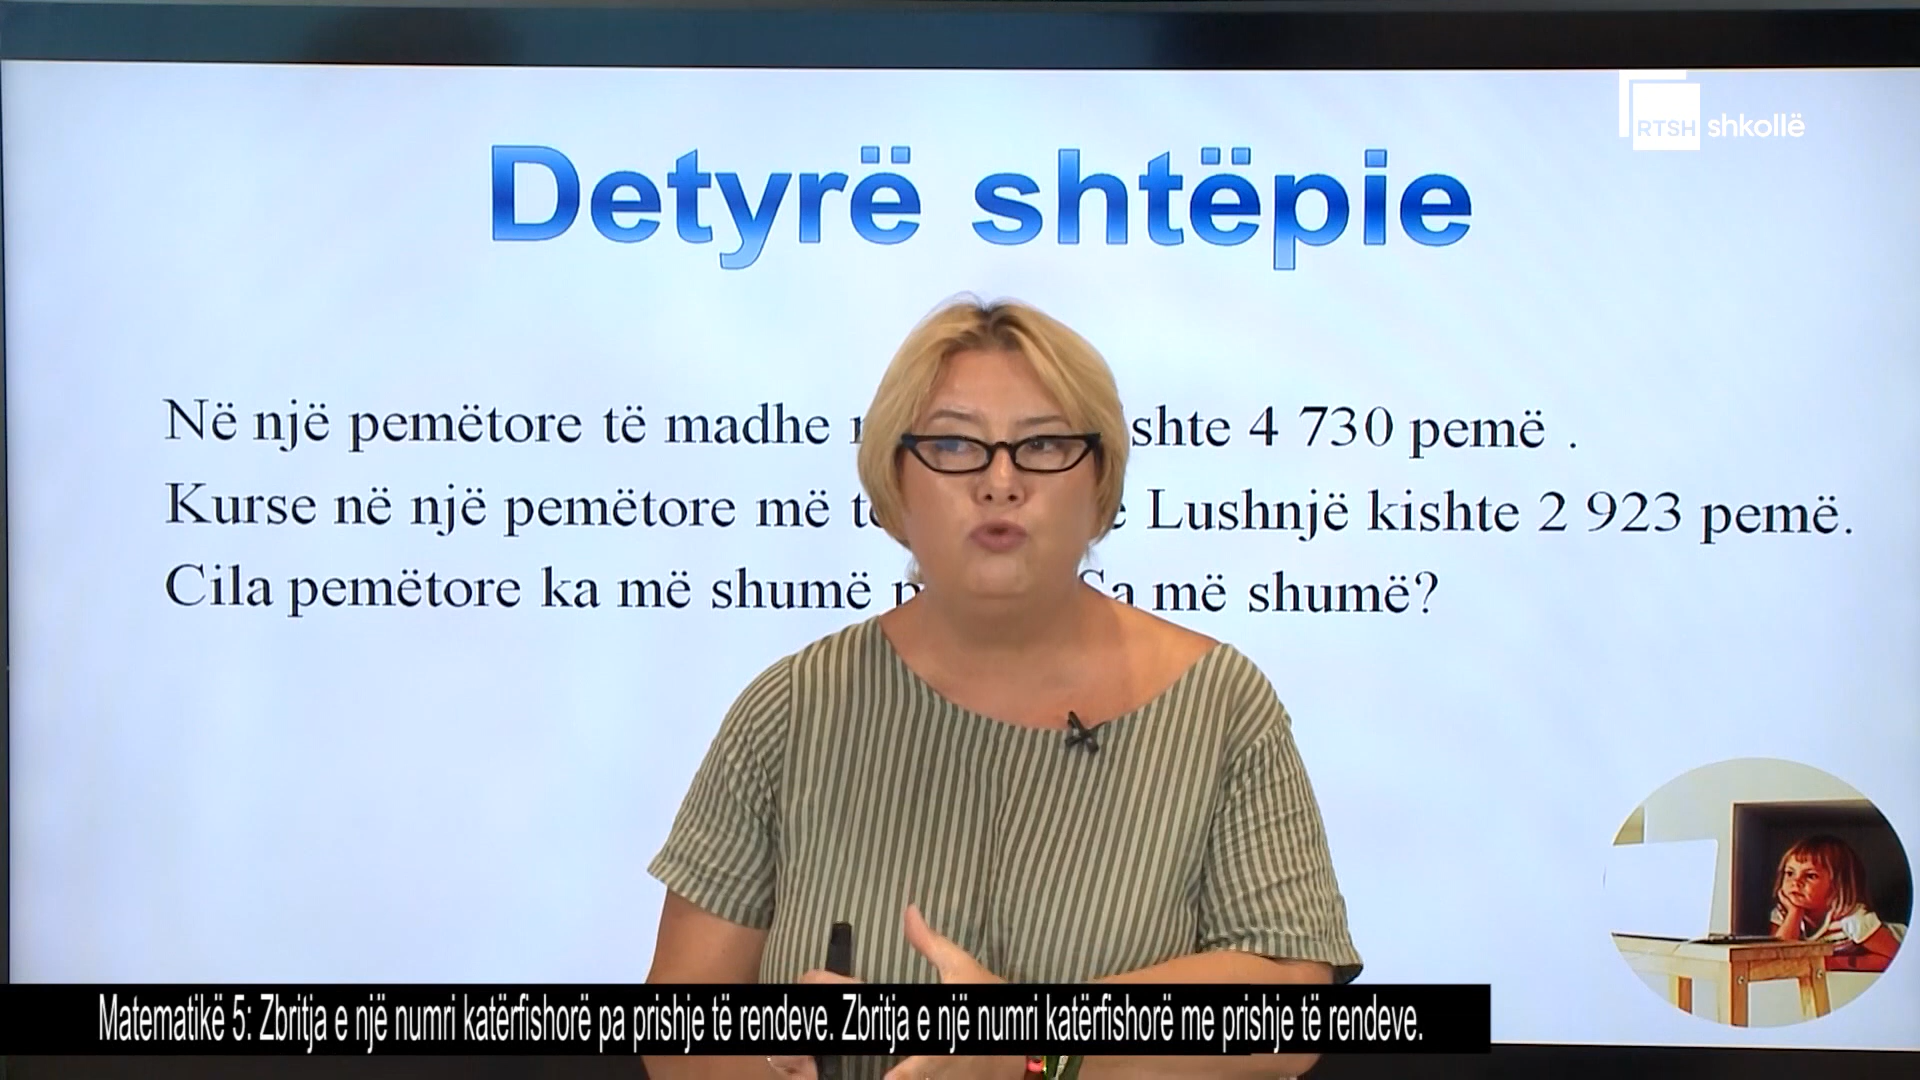 RTSH shkollë
Detyrë shtëpie
Në një pemëtore të madhe shte 4 730 pemë .
Kurse në një pemëtore më Lushnjë kishte 2 923 pemë.
Cila pemëtore ka më shumë më shumë?
Matematikë 5: Zbritja e një numri katërfishorë pa prishje të rendeve. Zbritja e një numri katërfishorë me prishje të rendeve.